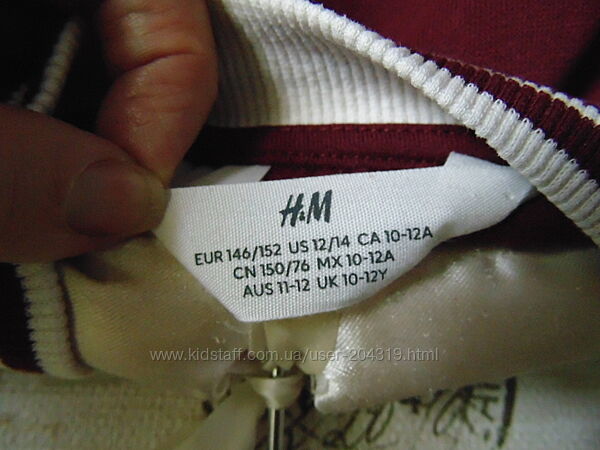 H&M
EUR 146/152 US 12/14 CA 10-12A
CN 150/76 MX 10-12A
AUS 11-12 UK 10-12Y
www.kidstaff.com.ua/user-204319.html